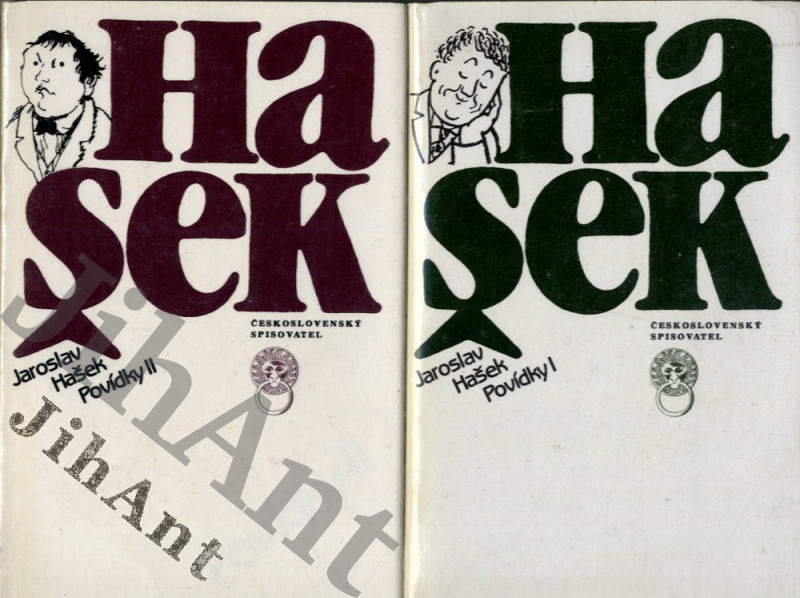 Ha
šek
ČESKOSLOVENSKÝ
SPISOVATEL
Jaroslav
Hašek
Povídky II
JihAnt
JihAnt
Ha
šek
ČESKOSLOVENSKÝ
SPISOVATEL
Jaroslav
Hašek
Povídky I